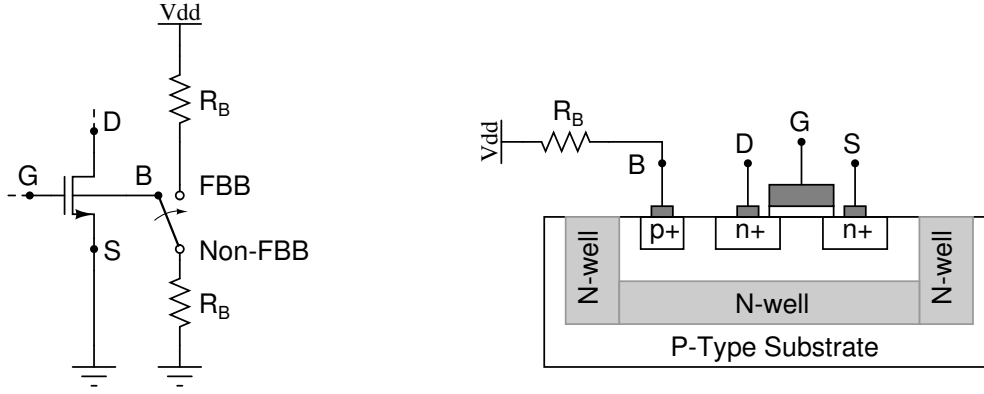 Vdd
R_B
D
G
B
FBB
S
Non-FBB
R_B
Vdd
R_B
B
D
G
S
p+
n+
n+
N-well
N-well
N-well
P-Type Substrate